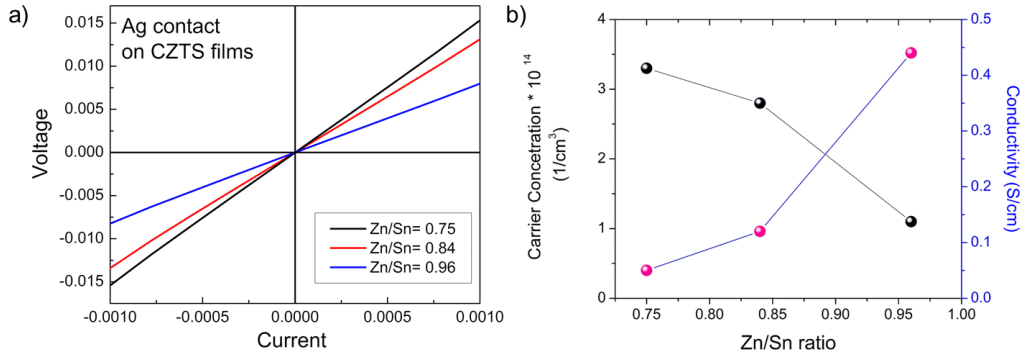 a)
Ag contact
on CZTS films
Voltage
0.015
0.010
0.005
0.000
-0.005
-0.010
-0.015
Zn/Sn= 0.75
Zn/Sn= 0.84
Zn/Sn= 0.96
-0.0010
-0.0005
0.0000
0.0005
0.0010
Current
b)
Carrier Concetration * 10 14
(1/cm3)
4
3
2
1
0
0.75
0.80
0.85
0.90
0.95
1.00
Zn/Sn ratio
0.5
0.4
0.3
0.2
0.1
0.0
Conductivity (S/cm)